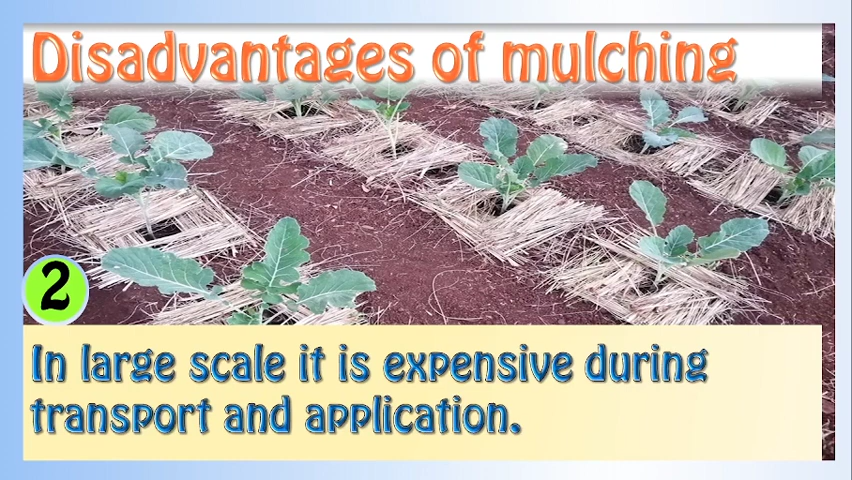 Disadvantages of mulching
2
In large scale it is expensive during
transport and application.